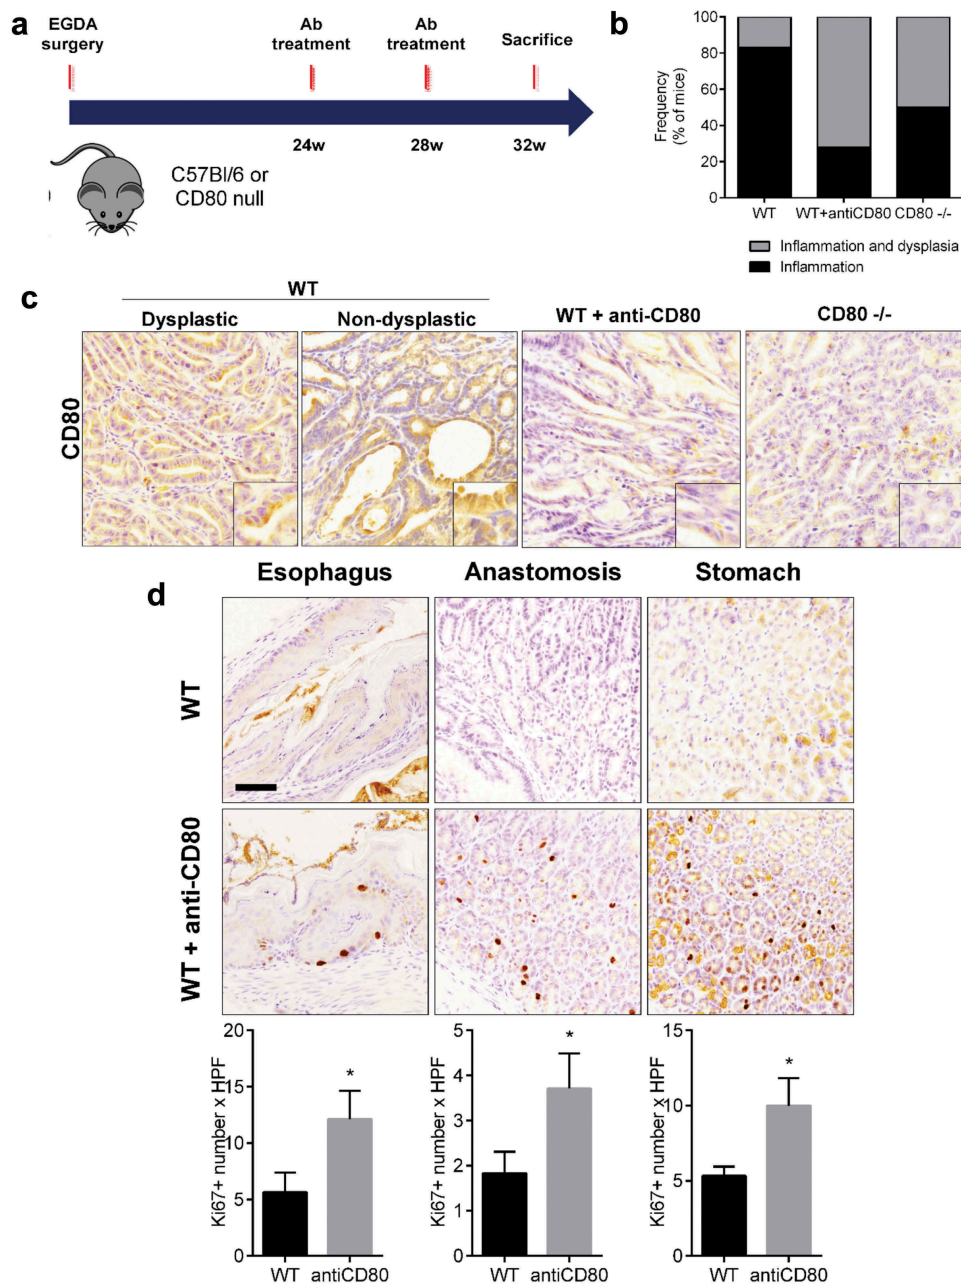 a
EGDA
surgery
Ab
treatment
Ab
treatment
Sacrifice
24w
28w
32w
C57Bl/6 or
CD80 null
b
Frequency
(% of mice)
100
80
60
40
20
0
WT
WT+antiCD80
CD80 -/-
Inflammation and dysplasia
Inflammation
c
WT
Dysplastic
Non-dysplastic
WT + anti-CD80
CD80 -/-
CD80
d
Esophagus
Anastomosis
Stomach
WT
WT + anti-CD80
Ki67+ number x HPF
20
15
10
5
0
WT
antiCD80
*
Ki67+ number x HPF
5
4
3
2
1
0
WT
antiCD80
*
Ki67+ number x HPF
15
10
5
0
WT
antiCD80
*